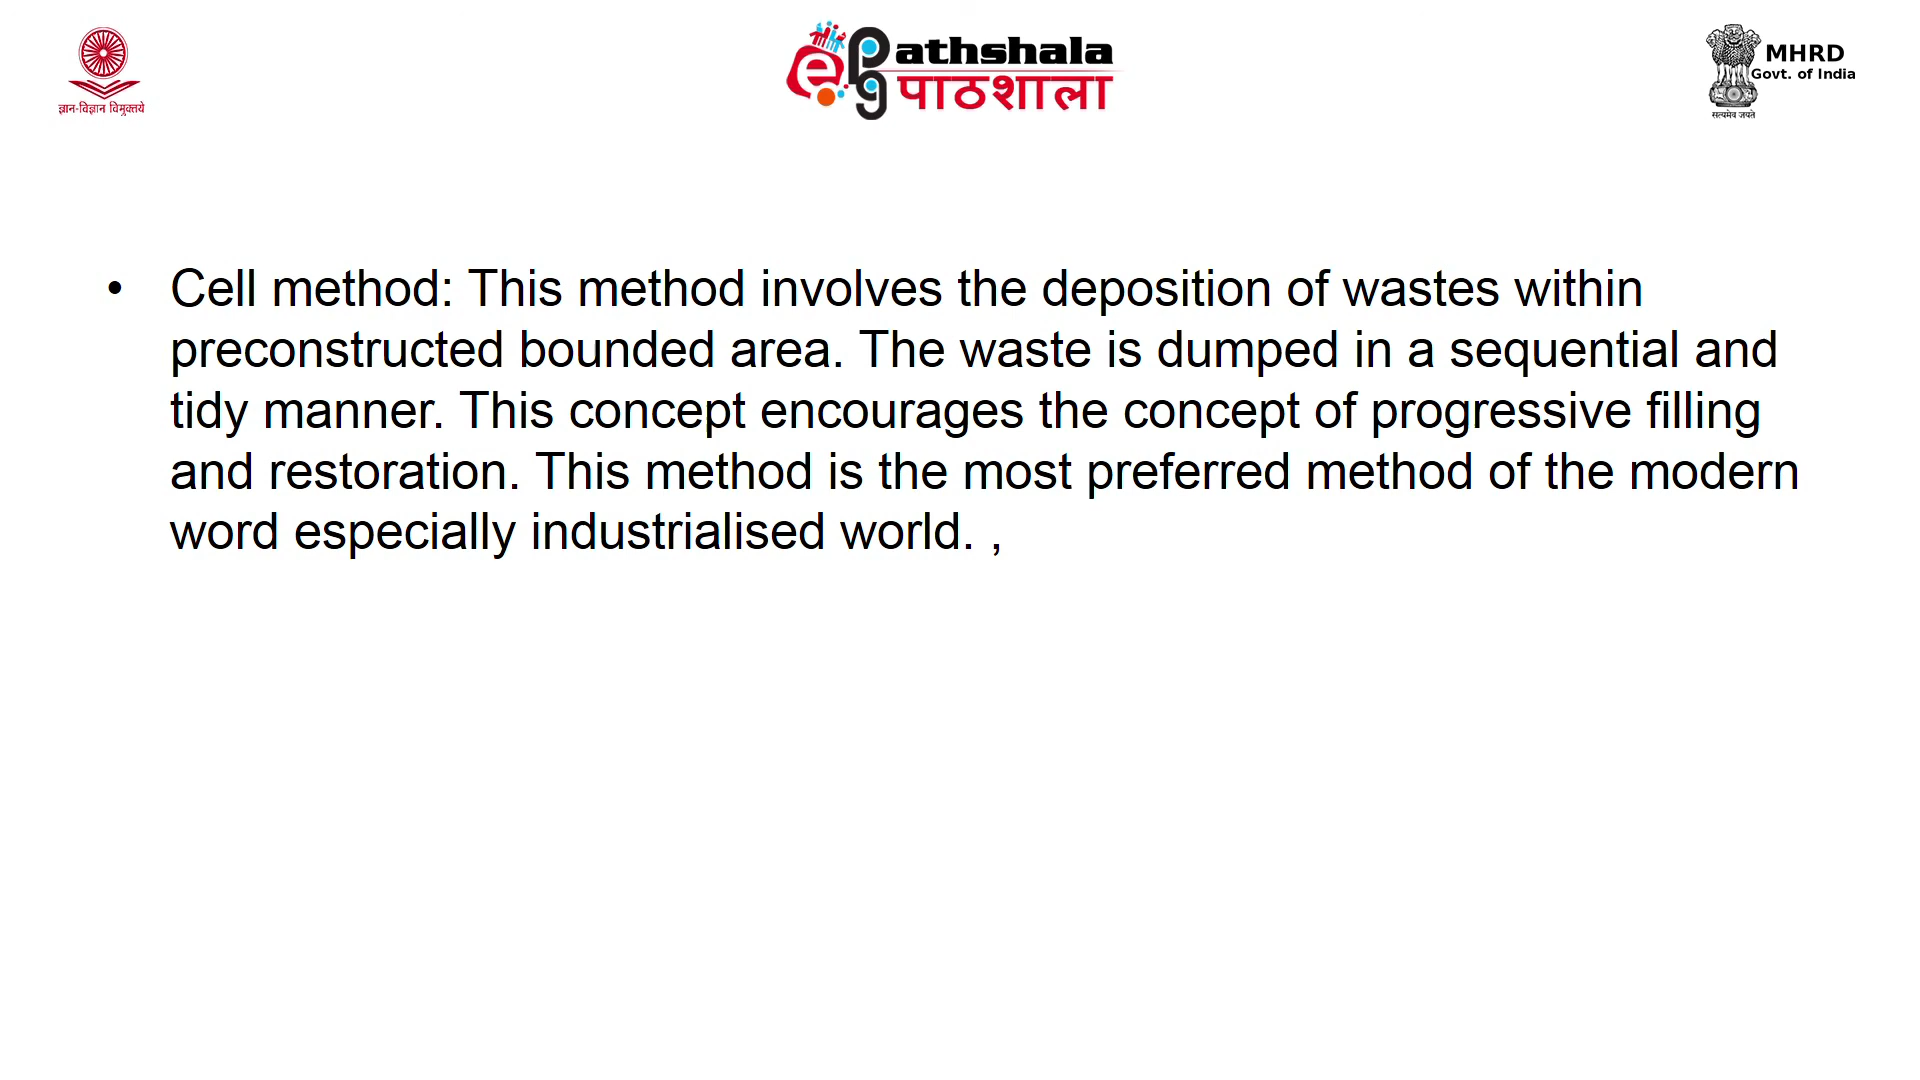 ज्ञान-विज्ञान विमुक्तये
e
pg
athshala
पाठशाला
MHRD
Govt. of India
सत्यमेव जयते
• Cell method: This method involves the deposition of wastes within
preconstructed bounded area. The waste is dumped in a sequential and
tidy manner. This concept encourages the concept of progressive filling
and restoration. This method is the most preferred method of the modern
word especially industrialised world. ,